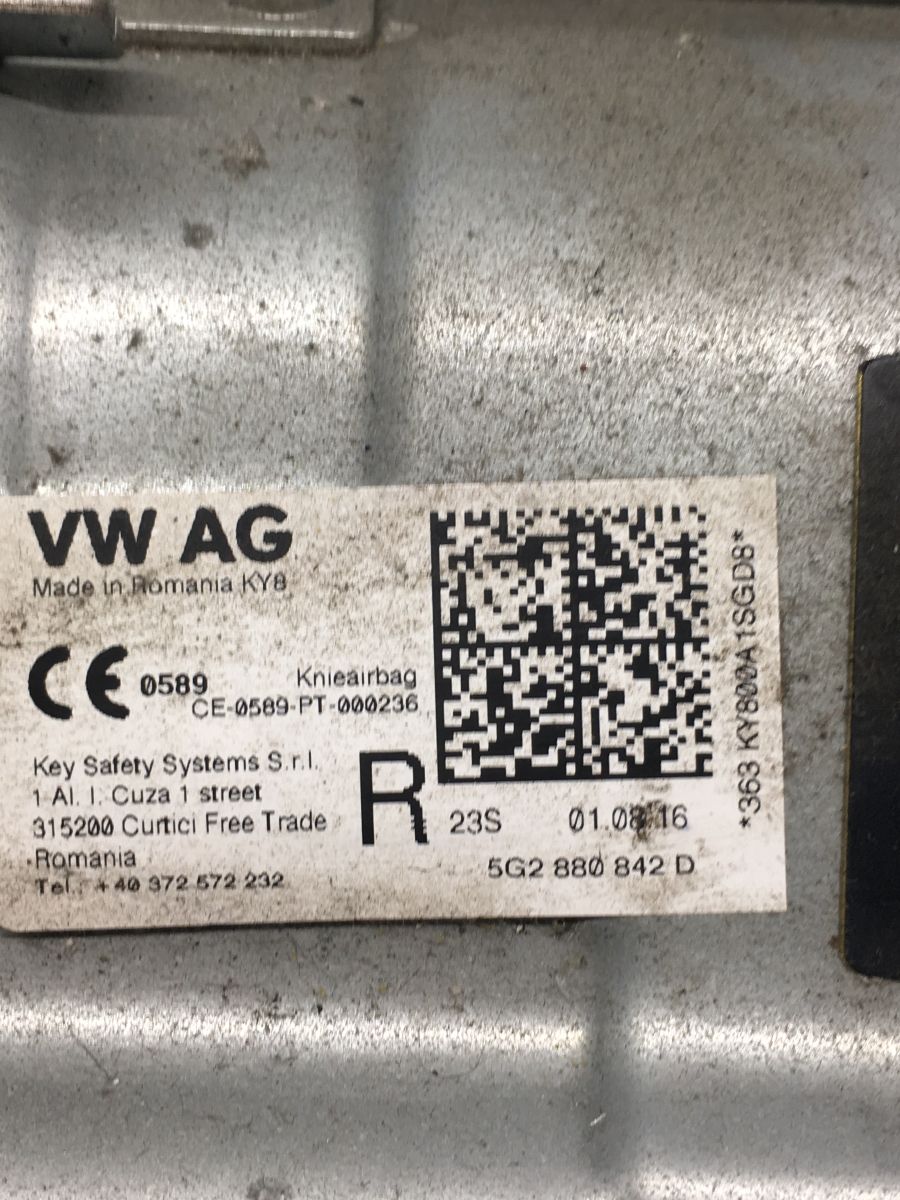 VW AG
Made in Romania KY8
CE 0589 Knieairbag
CE-0589-PT-000236
Key Safety Systems S.r.l.
1 Al. I. Cuza 1 street
315200 Curtici Free Trade
Romania
Tel.: +40 372 572 232
R
23S 01.08.16
5G2 880 842 D
*363 KY800A1SGD8*